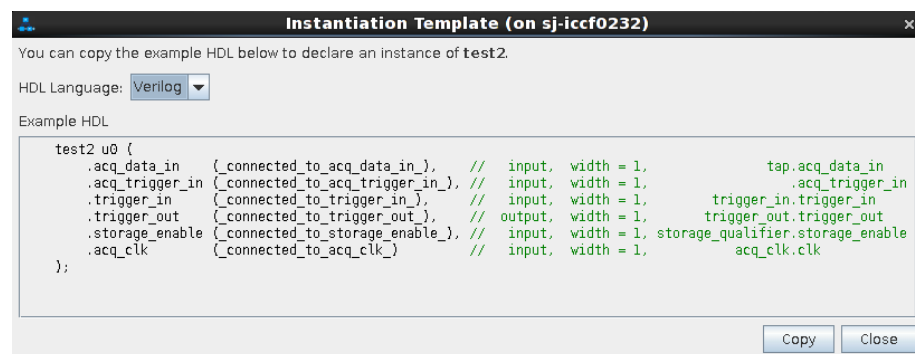 Instantiation Template (on sj-iccf0232)
You can copy the example HDL below to declare an instance of test2.
HDL Language: Verilog
Example HDL
test2 u0 (
.acq_data_in (_connected_to_acq_data_in_), // input, width = 1, tap.acq_data_in
.acq_trigger_in (_connected_to_acq_trigger_in_), // input, width = 1, .acq_trigger_in
.trigger_in (_connected_to_trigger_in_), // input, width = 1, trigger_in.trigger_in
.trigger_out (_connected_to_trigger_out_), // output, width = 1, trigger_out.trigger_out
.storage_enable (_connected_to_storage_enable_), // input, width = 1, storage_qualifier.storage_enable
.acq_clk (_connected_to_acq_clk_) // input, width = 1, acq_clk.clk
);
Copy Close